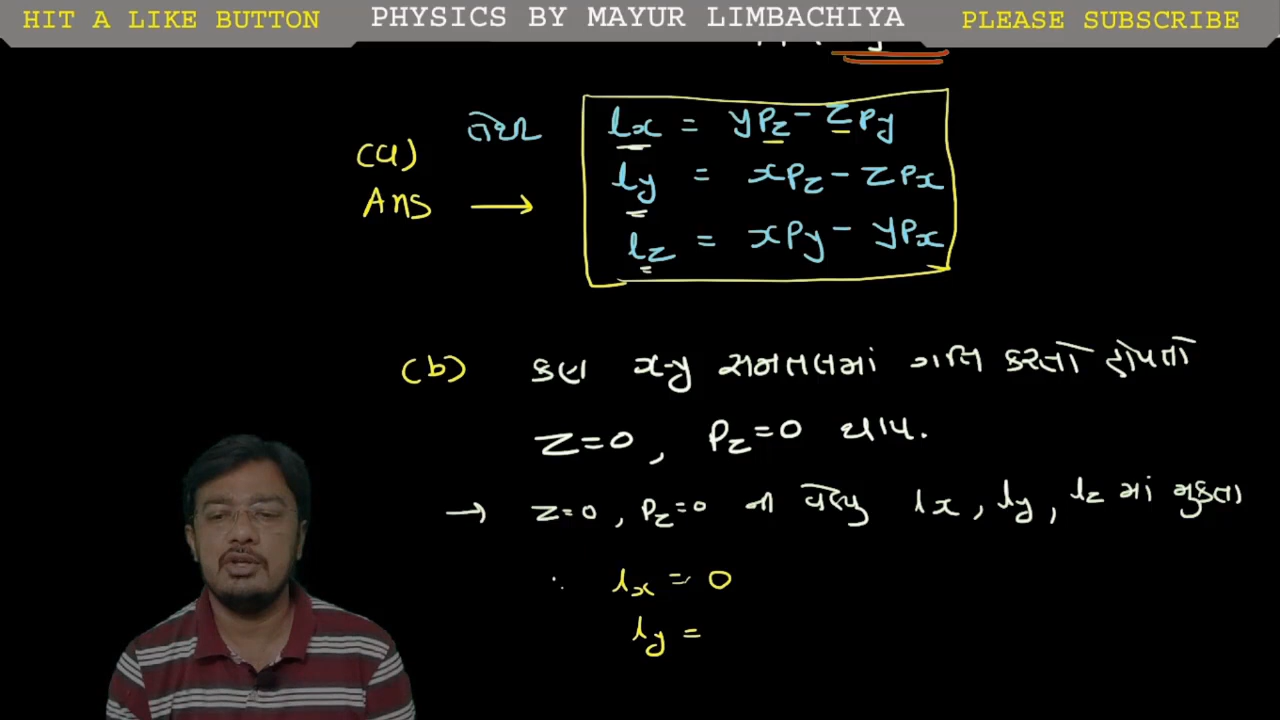 HIT A LIKE BUTTON PHYSICS BY MAYUR LIMBACHIYA PLEASE SUBSCRIBE
તેથી lx = yPz - zPy
(a)
ly = xPz - zPx
Ans →
lz = xPy - yPx
(b) કણ x-y સમતલમાં ગતિ કરતો હોયતો
z=0, Pz=0 થાય.
→ z=0, Pz=0 ની વેલ્યુ lx, ly, lz માં મુકતા
∴ lx = 0
ly =